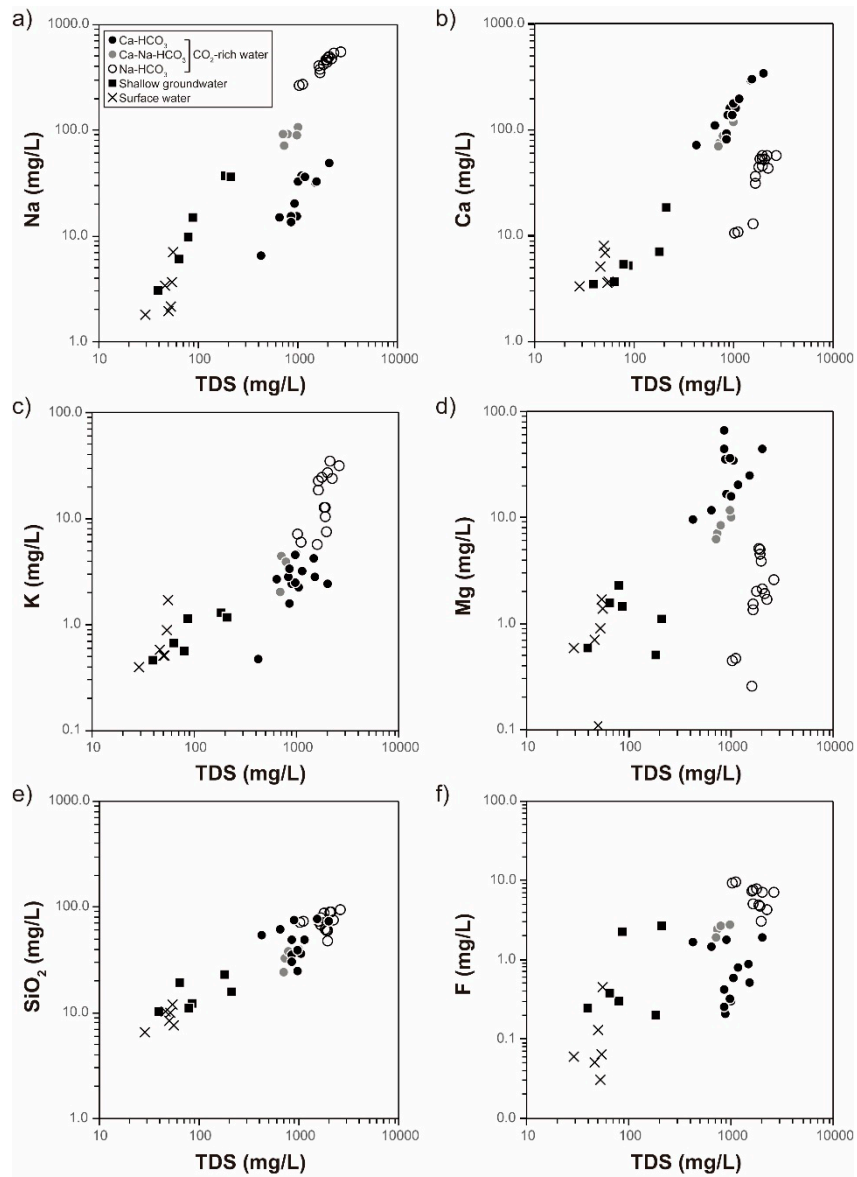 a)
Na (mg/L)
1000.0
100.0
10.0
1.0
Ca-HCO₃
Ca-Na-HCO₃
Na-HCO₃
CO₂-rich water
Shallow groundwater
Surface water
10
100
1000
10000
TDS (mg/L)
b)
Ca (mg/L)
1000.0
100.0
10.0
1.0
10
100
1000
10000
TDS (mg/L)
c)
K (mg/L)
100.0
10.0
1.0
0.1
10
100
1000
10000
TDS (mg/L)
d)
Mg (mg/L)
100.0
10.0
1.0
0.1
10
100
1000
10000
TDS (mg/L)
e)
SiO₂ (mg/L)
1000.0
100.0
10.0
1.0
10
100
1000
10000
TDS (mg/L)
f)
F (mg/L)
100.0
10.0
1.0
0.1
0.0
10
100
1000
10000
TDS (mg/L)